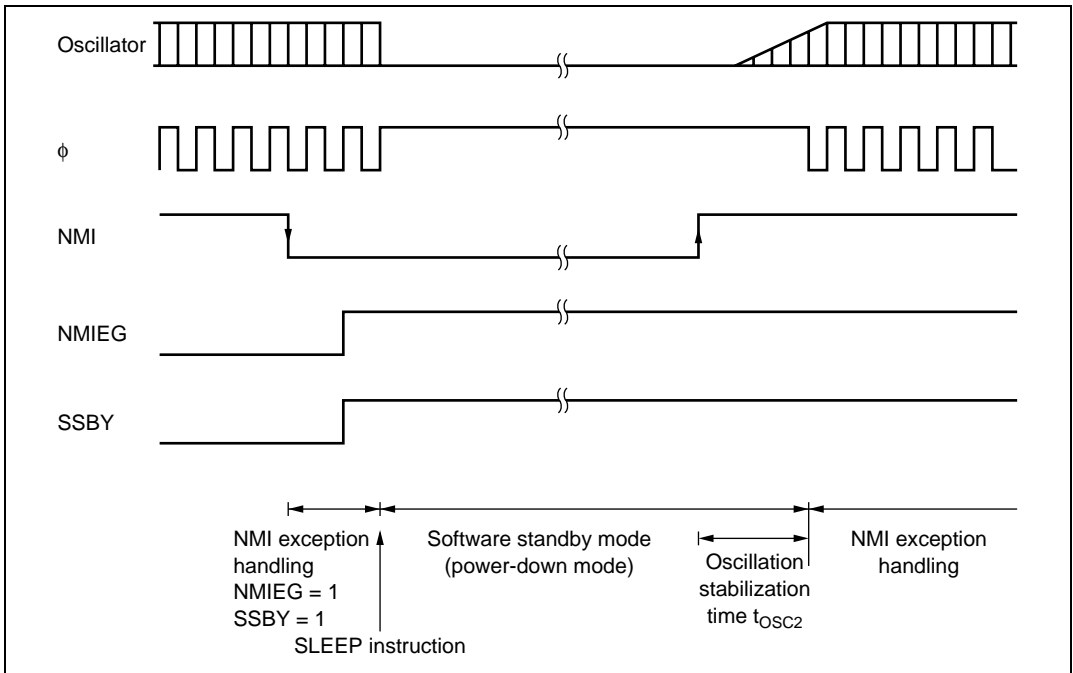 Oscillator
φ
NMI
NMIEG
SSBY
NMI exception
handling
NMIEG = 1
SSBY = 1
SLEEP instruction
Software standby mode
(power-down mode)
Oscillation
stabilization
time tOSC2
NMI exception
handling